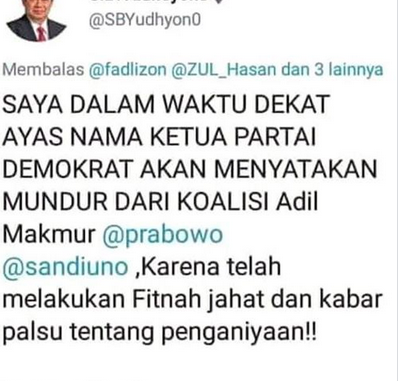 @SBYudhyon0
Membalas @fadlizon @ZUL_Hasan dan 3 lainnya
SAYA DALAM WAKTU DEKAT
AYAS NAMA KETUA PARTAI
DEMOKRAT AKAN MENYATAKAN
MUNDUR DARI KOALISI Adil
Makmur @prabowo
@sandiuno ,Karena telah
melakukan Fitnah jahat dan kabar
palsu tentang penganiyaan!!